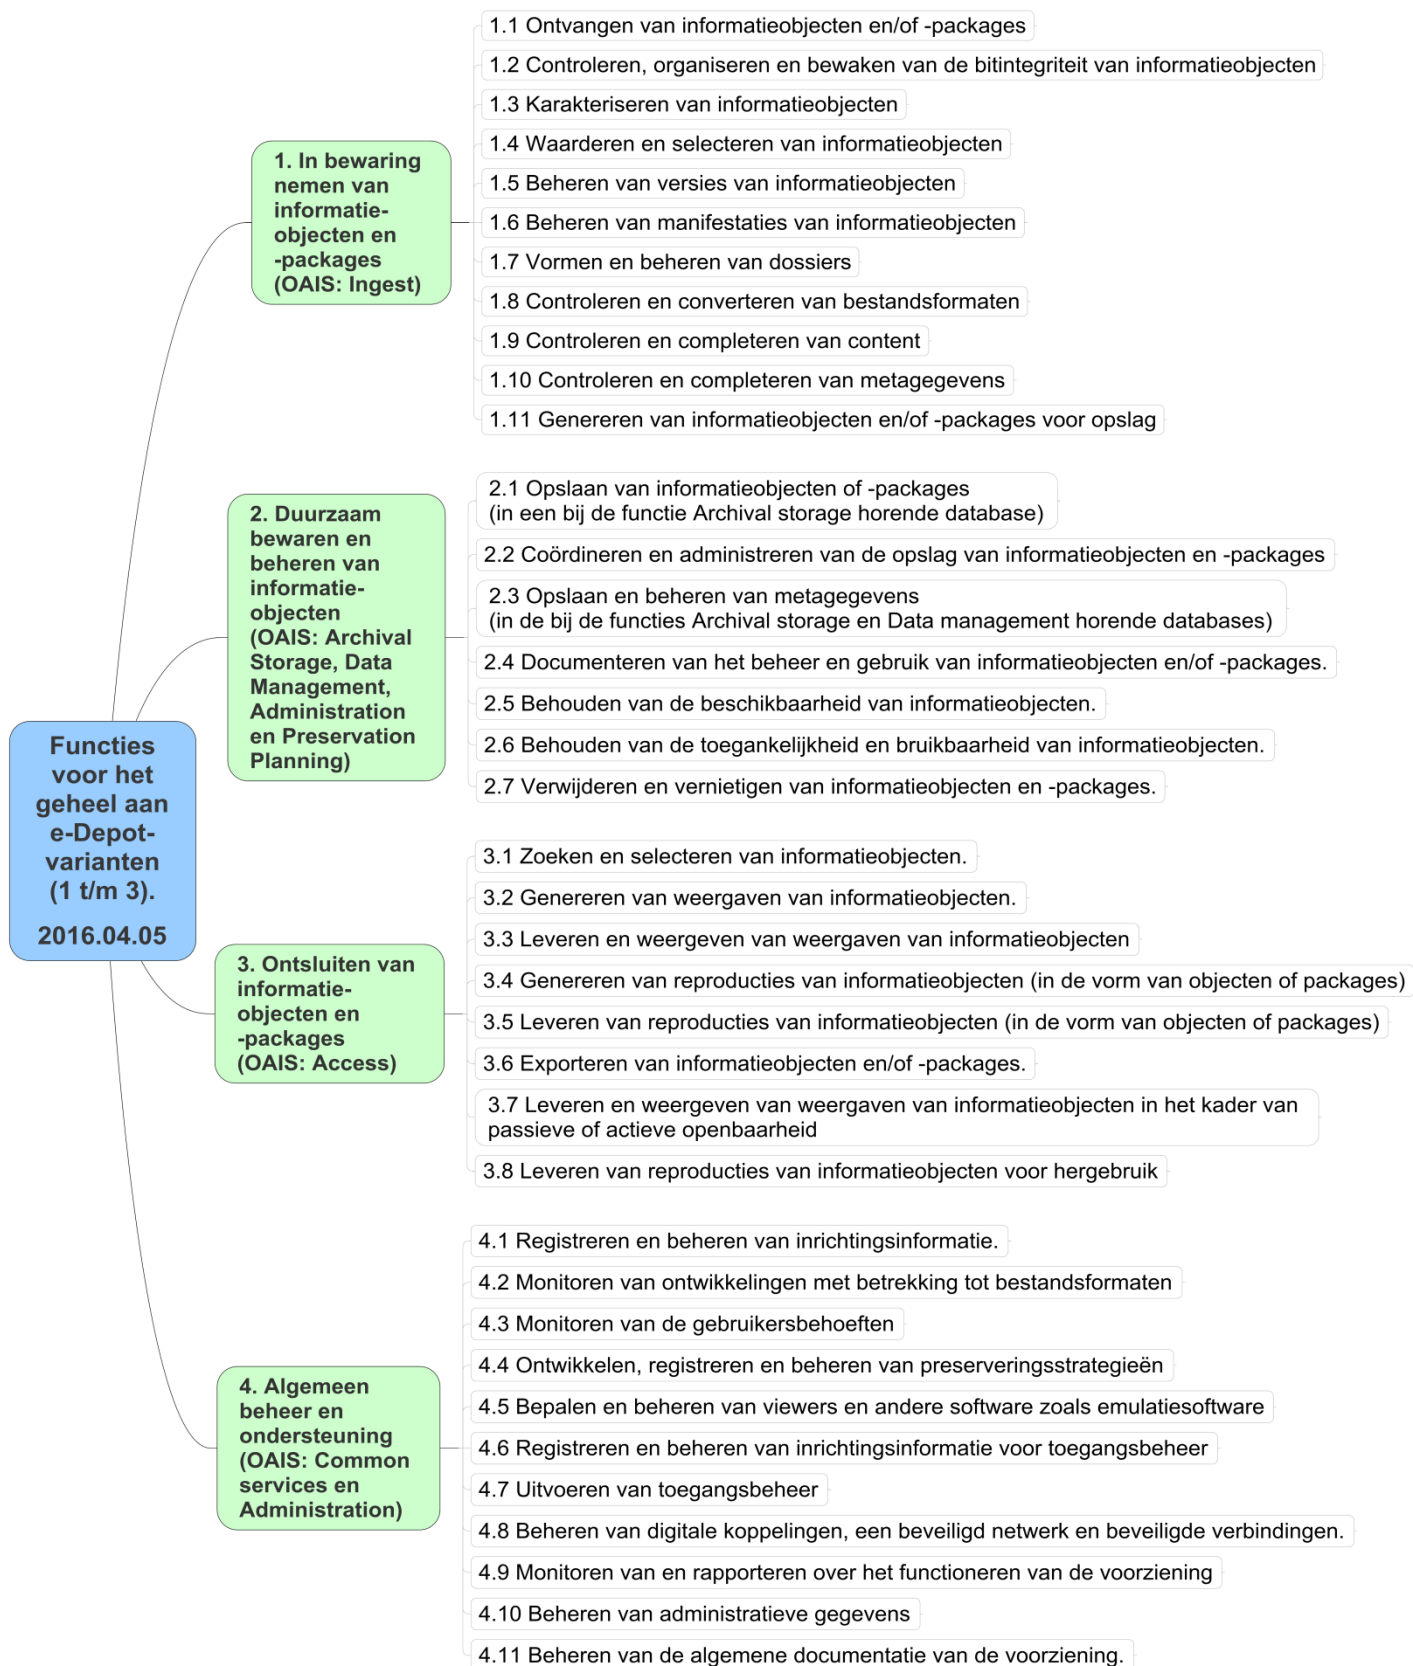 Functies
voor het
geheel aan
e-Depot-
varianten
(1 t/m 3).
2016.04.05
1. In bewaring
nemen van
informatie-
objecten en
-packages
(OAIS: Ingest)
1.1 Ontvangen van informatieobjecten en/of -packages
1.2 Controleren, organiseren en bewaken van de bitintegriteit van informatieobjecten
1.3 Karakteriseren van informatieobjecten
1.4 Waarderen en selecteren van informatieobjecten
1.5 Beheren van versies van informatieobjecten
1.6 Beheren van manifestaties van informatieobjecten
1.7 Vormen en beheren van dossiers
1.8 Controleren en converteren van bestandsformaten
1.9 Controleren en completeren van content
1.10 Controleren en completeren van metagegevens
1.11 Genereren van informatieobjecten en/of -packages voor opslag
2. Duurzaam
bewaren en
beheren van
informatie-
objecten
(OAIS: Archival
Storage, Data
Management,
Administration
en Preservation
Planning)
2.1 Opslaan van informatieobjecten of -packages
(in een bij de functie Archival storage horende database)
2.2 Coördineren en administreren van de opslag van informatieobjecten en -packages
2.3 Opslaan en beheren van metagegevens
(in de bij de functies Archival storage en Data management horende databases)
2.4 Documenteren van het beheer en gebruik van informatieobjecten en/of -packages.
2.5 Behouden van de beschikbaarheid van informatieobjecten.
2.6 Behouden van de toegankelijkheid en bruikbaarheid van informatieobjecten.
2.7 Verwijderen en vernietigen van informatieobjecten en -packages.
3. Ontsluiten van
informatie-
objecten en
-packages
(OAIS: Access)
3.1 Zoeken en selecteren van informatieobjecten.
3.2 Genereren van weergaven van informatieobjecten.
3.3 Leveren en weergeven van weergaven van informatieobjecten
3.4 Genereren van reproducties van informatieobjecten (in de vorm van objecten of packages)
3.5 Leveren van reproducties van informatieobjecten (in de vorm van objecten of packages)
3.6 Exporteren van informatieobjecten en/of -packages.
3.7 Leveren en weergeven van weergaven van informatieobjecten in het kader van
passieve of actieve openbaarheid
3.8 Leveren van reproducties van informatieobjecten voor hergebruik
4. Algemeen
beheer en
ondersteuning
(OAIS: Common
services en
Administration)
4.1 Registreren en beheren van inrichtingsinformatie.
4.2 Monitoren van ontwikkelingen met betrekking tot bestandsformaten
4.3 Monitoren van de gebruikersbehoeften
4.4 Ontwikkelen, registreren en beheren van preserveringsstrategieën
4.5 Bepalen en beheren van viewers en andere software zoals emulatiesoftware
4.6 Registreren en beheren van inrichtingsinformatie voor toegangsbeheer
4.7 Uitvoeren van toegangsbeheer
4.8 Beheren van digitale koppelingen, een beveiligd netwerk en beveiligde verbindingen.
4.9 Monitoren van en rapporteren over het functioneren van de voorziening
4.10 Beheren van administratieve gegevens
4.11 Beheren van de algemene documentatie van de voorziening.